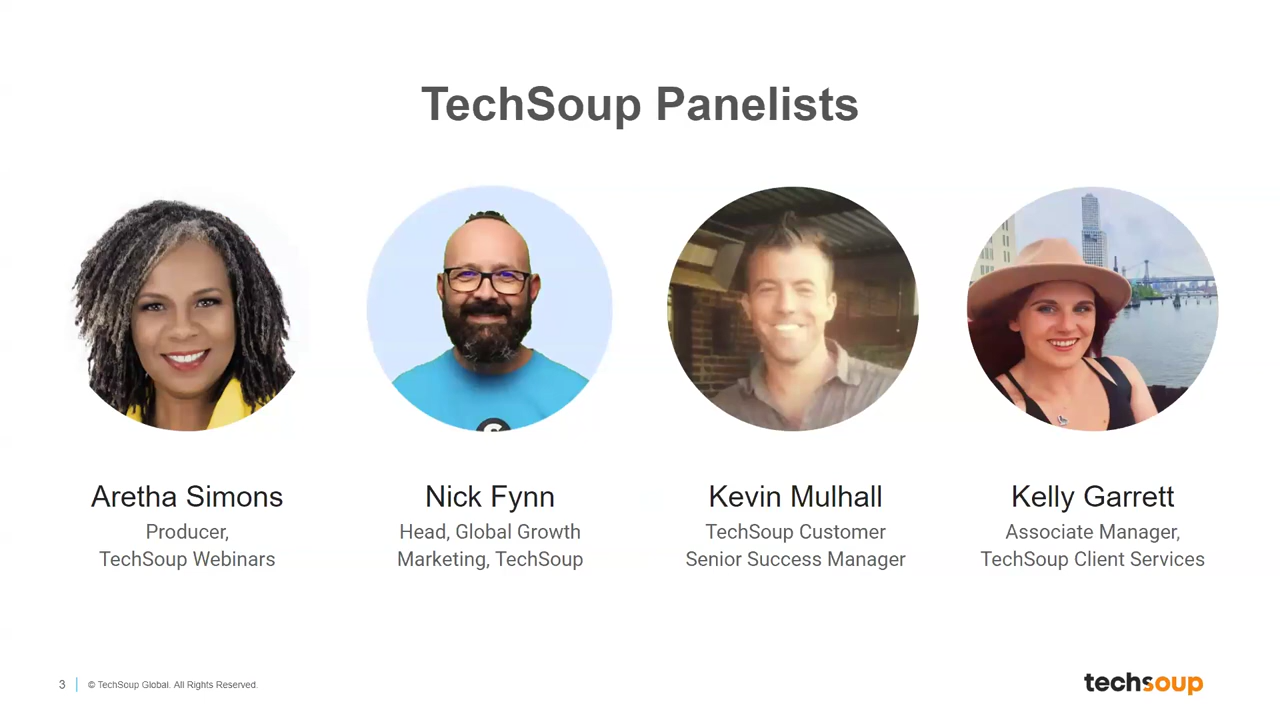 TechSoup Panelists
Aretha Simons
Producer,
TechSoup Webinars
Nick Fynn
Head, Global Growth
Marketing, TechSoup
Kevin Mulhall
TechSoup Customer
Senior Success Manager
Kelly Garrett
Associate Manager,
TechSoup Client Services
3
© TechSoup Global. All Rights Reserved.
techsoup